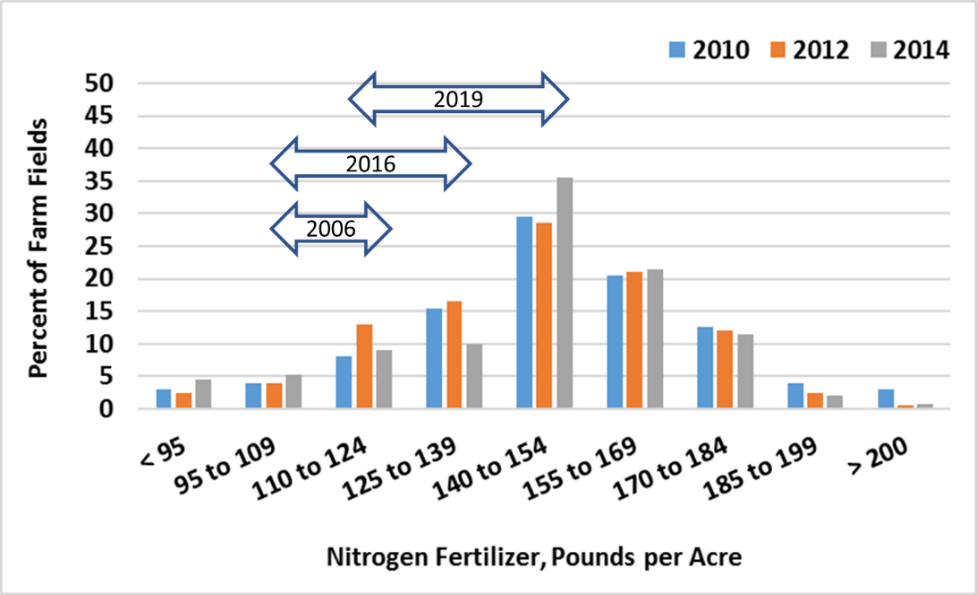 2010 2012 2014
Percent of Farm Fields
50
45
40
35
30
25
20
15
10
5
0
2019
2016
2006
< 95
95 to 109
110 to 124
125 to 139
140 to 154
155 to 169
170 to 184
185 to 199
> 200
Nitrogen Fertilizer, Pounds per Acre